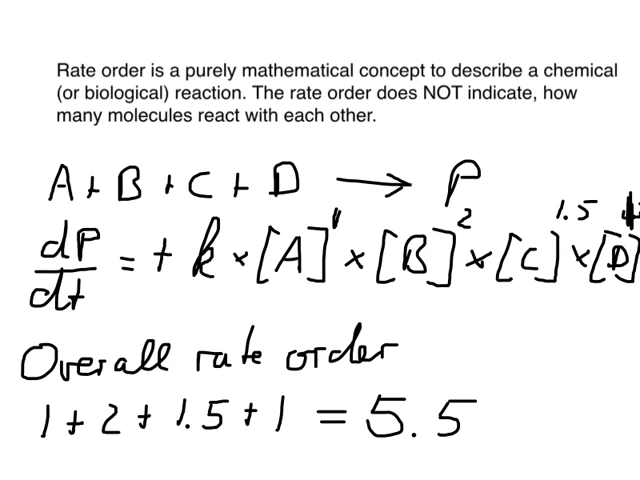 Rate order is a purely mathematical concept to describe a chemical
(or biological) reaction. The rate order does NOT indicate, how
many molecules react with each other.
A + B + C + D → P
dP/dt = + k × [A]^1 × [B]^2 × [C]^1.5 × [D]
Overall rate order
1 + 2 + 1.5 + 1 = 5.5